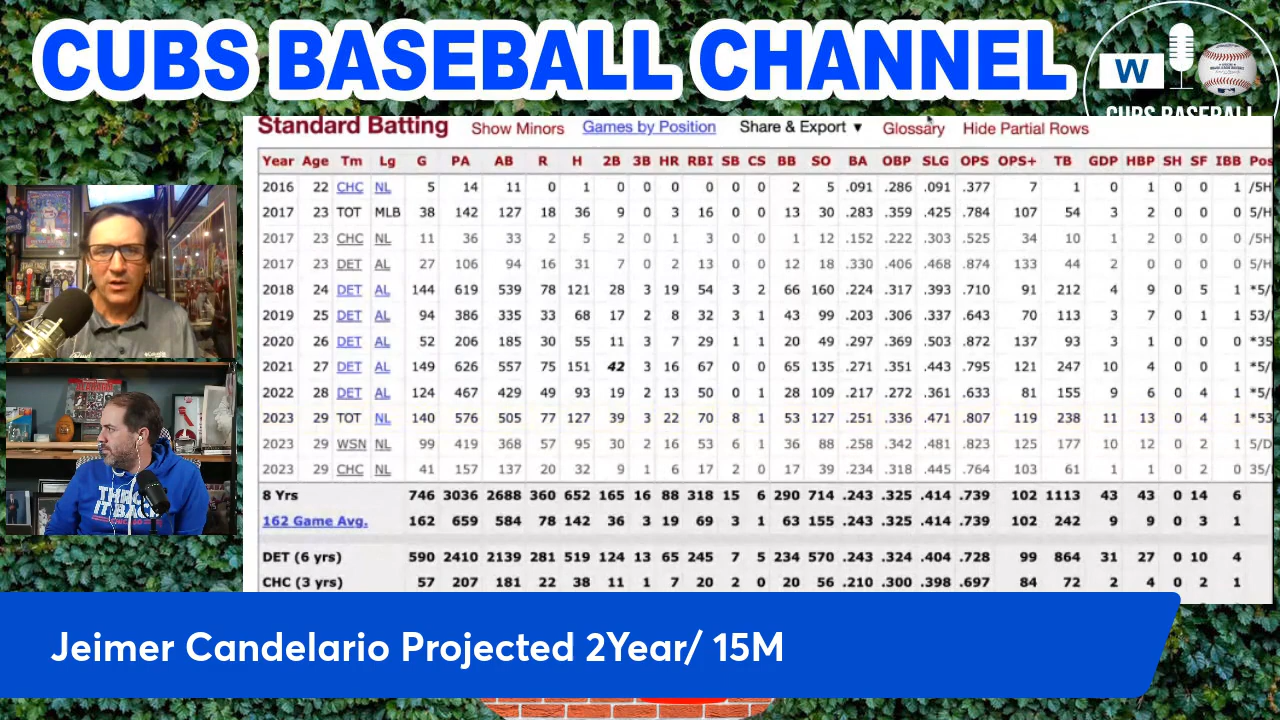 CUBS BASEBALL CHANNEL
W
CUBS BASEBALL
Standard Batting Show Minors Games by Position Share & Export ▼ Glossary Hide Partial Rows
Year Age Tm Lg G PA AB R H 2B 3B HR RBI SB CS BB SO BA OBP SLG OPS OPS+ TB GDP HBP SH SF IBB Pos
2016 22 CHC NL 5 14 11 0 1 0 0 0 0 0 0 2 5 .091 .286 .091 .377 7 1 0 1 0 0 1 /5H
2017 23 TOT MLB 38 142 127 18 36 9 0 3 16 0 0 13 30 .283 .359 .425 .784 107 54 3 2 0 0 0 5/H
2017 23 CHC NL 11 36 33 2 5 2 0 1 3 0 0 1 12 .152 .222 .303 .525 34 10 1 2 0 0 0 /5H
2017 23 DET AL 27 106 94 16 31 7 0 2 13 0 0 12 18 .330 .406 .468 .874 133 44 2 0 0 0 0 5/H
2018 24 DET AL 144 619 539 78 121 28 3 19 54 3 2 66 160 .224 .317 .393 .710 91 212 4 9 0 5 1 *5/
2019 25 DET AL 94 386 335 33 68 17 2 8 32 3 1 43 99 .203 .306 .337 .643 70 113 3 7 0 1 1 53/
2020 26 DET AL 52 206 185 30 55 11 3 7 29 1 1 20 49 .297 .369 .503 .872 137 93 3 1 0 0 0 *35
2021 27 DET AL 149 626 557 75 151 42 3 16 67 0 0 65 135 .271 .351 .443 .795 121 247 10 4 0 0 1 *5/
2022 28 DET AL 124 467 429 49 93 19 2 13 50 0 1 28 109 .217 .272 .361 .633 81 155 9 6 0 4 1 *5/
2023 29 TOT NL 140 576 505 77 127 39 3 22 70 8 1 53 127 .251 .336 .471 .807 119 238 11 13 0 4 1 *53
2023 29 WSN NL 99 419 368 57 95 30 2 16 53 6 1 36 88 .258 .342 .481 .823 125 177 10 12 0 2 1 5/D
2023 29 CHC NL 41 157 137 20 32 9 1 6 17 2 0 17 39 .234 .318 .445 .764 103 61 1 1 0 2 0 35/
8 Yrs 746 3036 2688 360 652 165 16 88 318 15 6 290 714 .243 .325 .414 .739 102 1113 43 43 0 14 6
162 Game Avg. 162 659 584 78 142 36 3 19 69 3 1 63 155 .243 .325 .414 .739 102 242 9 9 0 3 1
DET (6 yrs) 590 2410 2139 281 519 124 13 65 245 7 5 234 570 .243 .324 .404 .728 99 864 31 27 0 10 4
CHC (3 yrs) 57 207 181 22 38 11 1 7 20 2 0 20 56 .210 .300 .398 .697 84 72 2 4 0 2 1
Jeimer Candelario Projected 2Year/ 15M